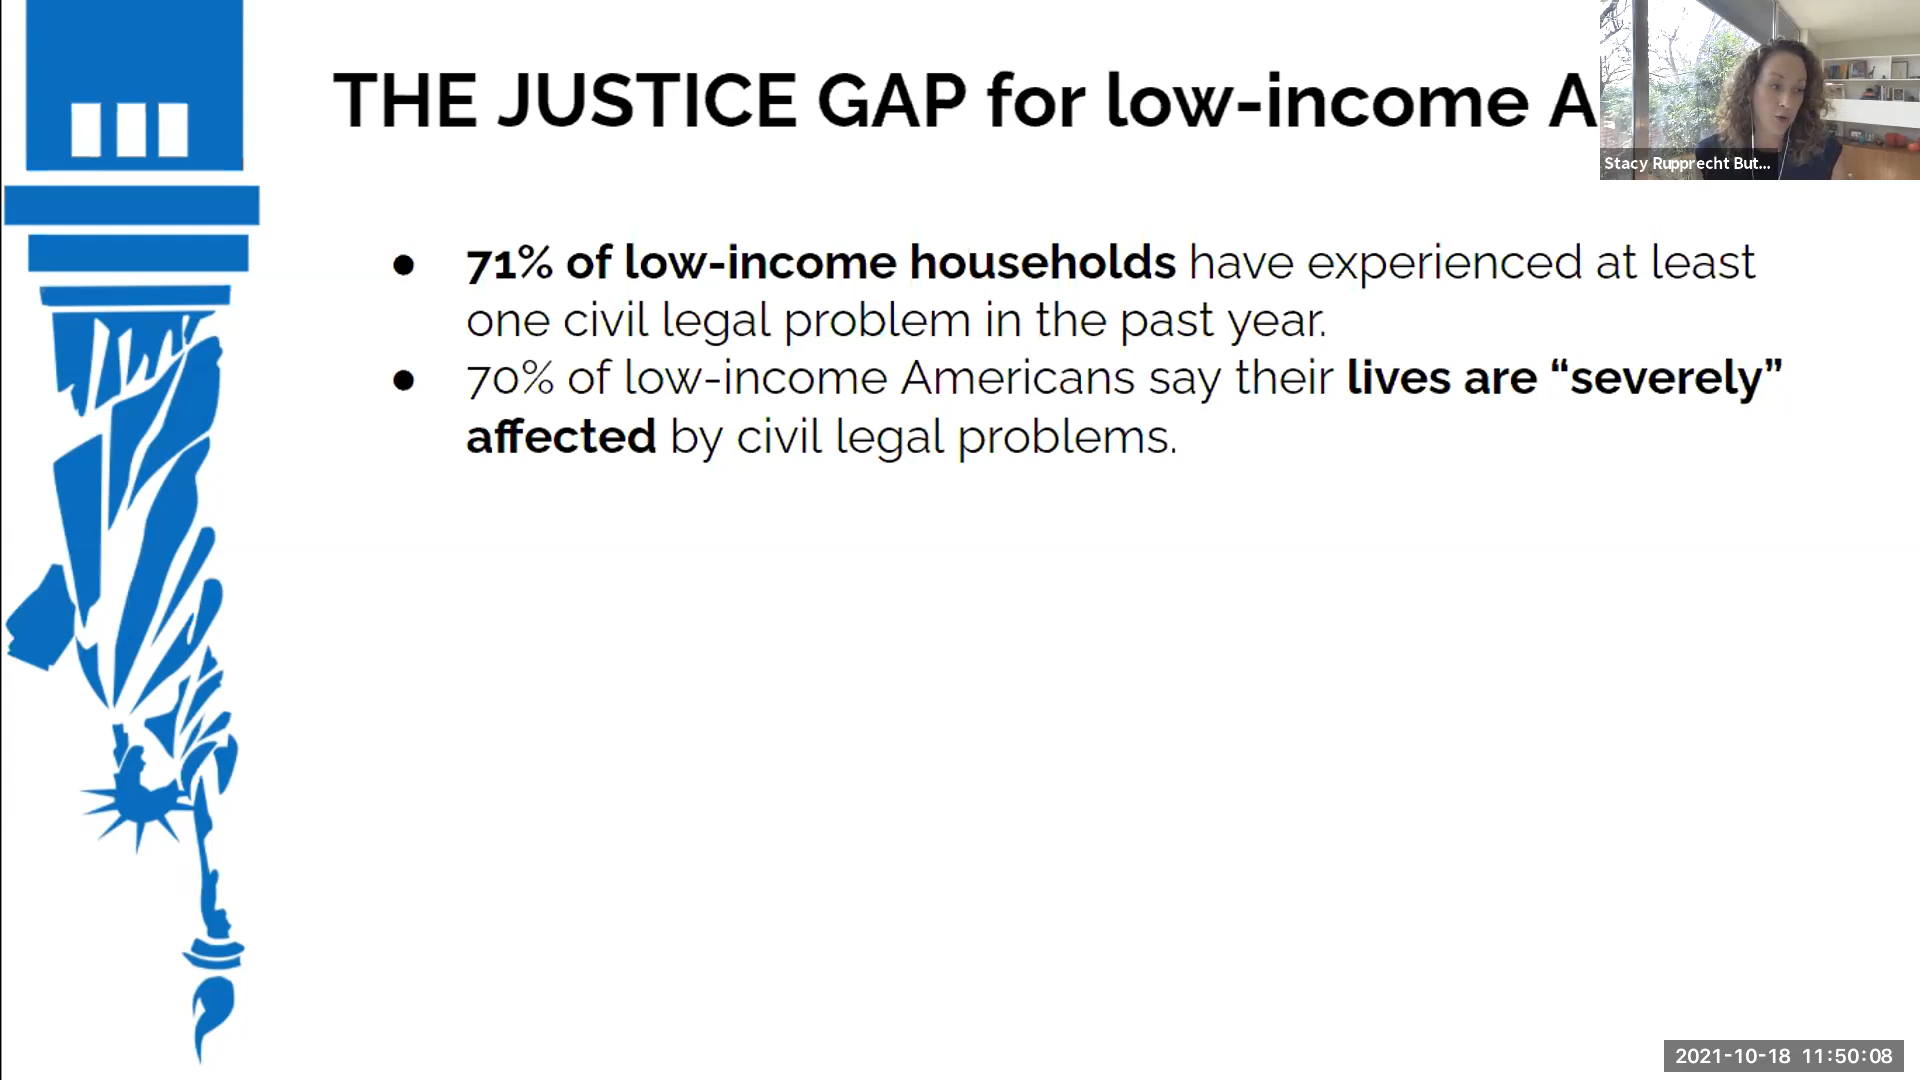 THE JUSTICE GAP for low-income A
Stacy Rupprecht But...
● 71% of low-income households have experienced at least
one civil legal problem in the past year.
● 70% of low-income Americans say their lives are “severely”
affected by civil legal problems.
2021-10-18 11:50:08